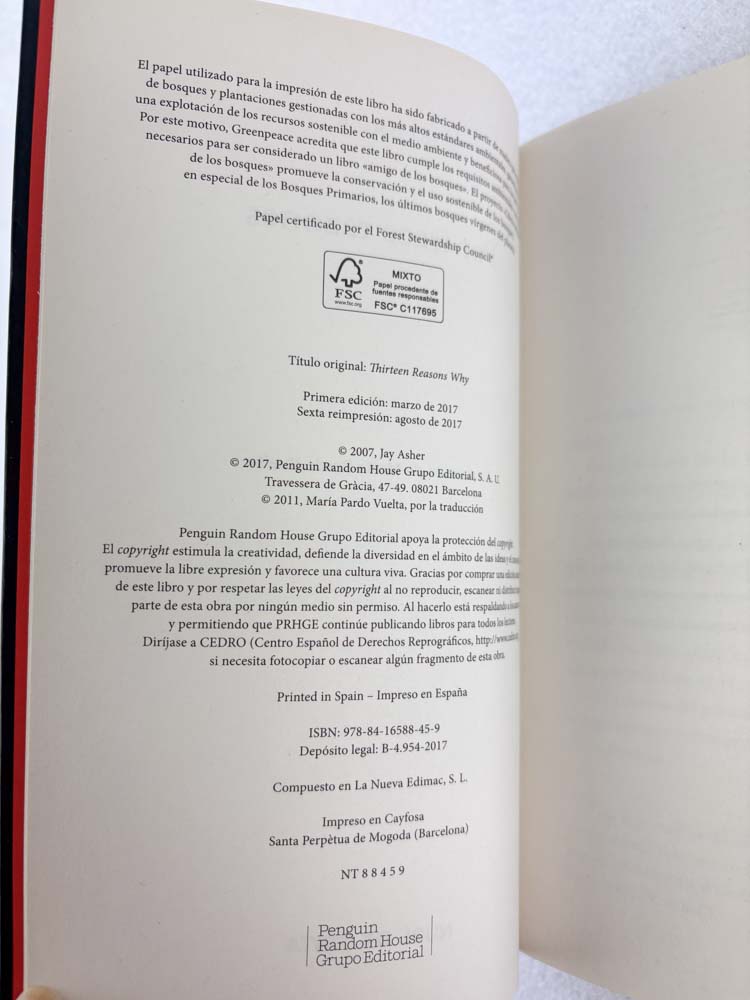 El papel utilizado para la impresión de este libro ha sido fabricado a partir de
de bosques y plantaciones gestionadas con los más altos estándares
una explotación de los recursos sostenible con el medio ambiente y
Por este motivo, Greenpeace acredita que este libro cumple los requisitos
necesarios para ser considerado un libro «amigo de los bosques». El proyecto
de los bosques» promueve la conservación y el uso sostenible de los
en especial de los Bosques Primarios, los últimos bosques vírgenes del
Papel certificado por el Forest Stewardship Council®
MIXTO
Papel procedente de
fuentes responsables
FSC® C117695
FSC
www.fsc.org
Título original: Thirteen Reasons Why
Primera edición: marzo de 2017
Sexta reimpresión: agosto de 2017
© 2007, Jay Asher
© 2017, Penguin Random House Grupo Editorial, S. A. U.
Travessera de Gràcia, 47-49. 08021 Barcelona
© 2011, María Pardo Vuelta, por la traducción
Penguin Random House Grupo Editorial apoya la protección del copyright.
El copyright estimula la creatividad, defiende la diversidad en el ámbito de las ideas y el
promueve la libre expresión y favorece una cultura viva. Gracias por comprar una
de este libro y por respetar las leyes del copyright al no reproducir, escanear ni distribuir
parte de esta obra por ningún medio sin permiso. Al hacerlo está respaldando a
y permitiendo que PRHGE continúe publicando libros para todos los lectores.
Diríjase a CEDRO (Centro Español de Derechos Reprográficos,
si necesita fotocopiar o escanear algún fragmento de esta obra.
Printed in Spain – Impreso en España
ISBN: 978-84-16588-45-9
Depósito legal: B-4.954-2017
Compuesto en La Nueva Edimac, S. L.
Impreso en Cayfosa
Santa Perpètua de Mogoda (Barcelona)
NT 8 8 4 5 9
Penguin
Random House
Grupo Editorial